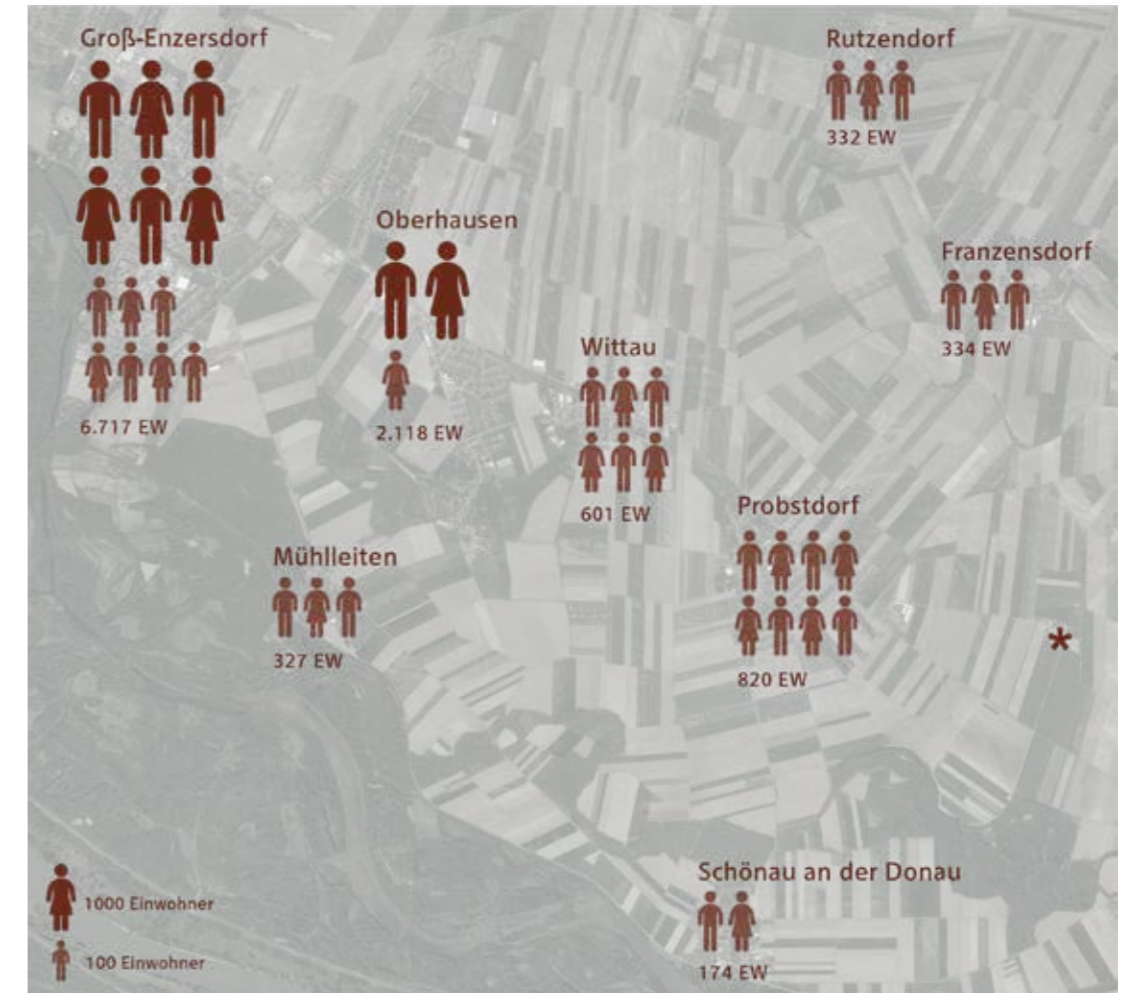 Groß-Enzersdorf
6.717 EW
Rutzendorf
332 EW
Oberhausen
2.118 EW
Franzensdorf
334 EW
Wittau
601 EW
Probstdorf
820 EW
Mühlleiten
327 EW
*
Schönau an der Donau
174 EW
1000 Einwohner
100 Einwohner